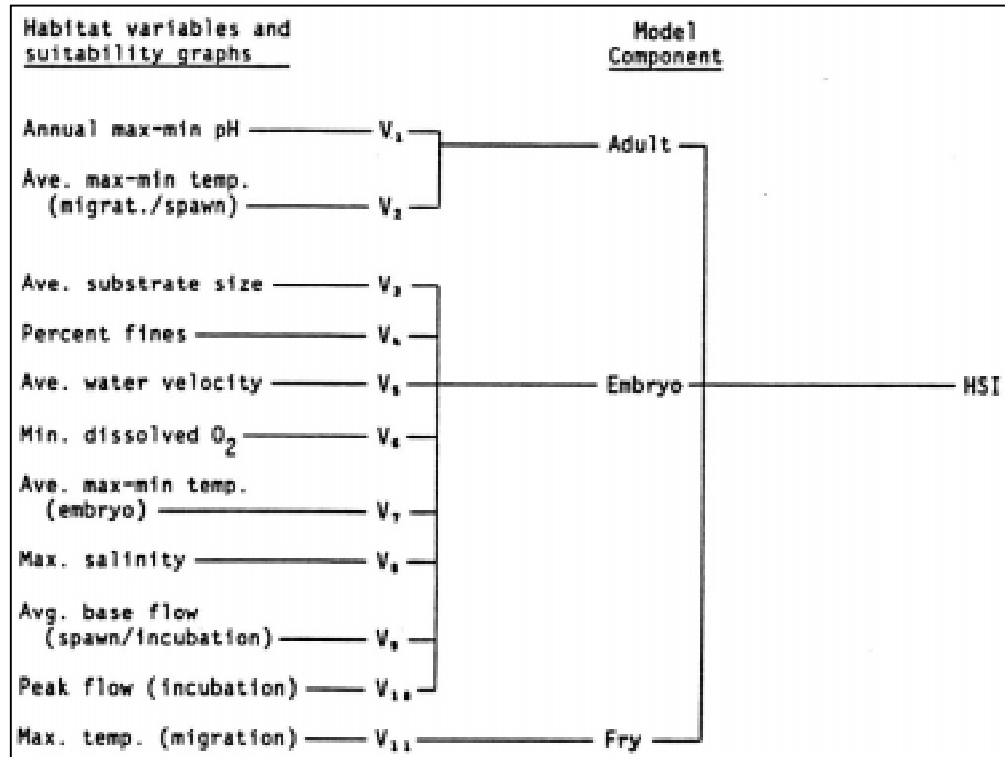 Habitat variables and
suitability graphs
Model
Component
Annual max-min pH V₁
Adult
Ave. max-min temp.
(migrat./spawn) V₂
Ave. substrate size V₃
Percent fines V₄
Ave. water velocity V₅ Embryo HSI
Min. dissolved O₂ V₆
Ave. max-min temp.
(embryo) V₇
Max. salinity V₈
Avg. base flow
(spawn/incubation) V₉
Peak flow (incubation) V₁₀
Max. temp. (migration) V₁₁ Fry